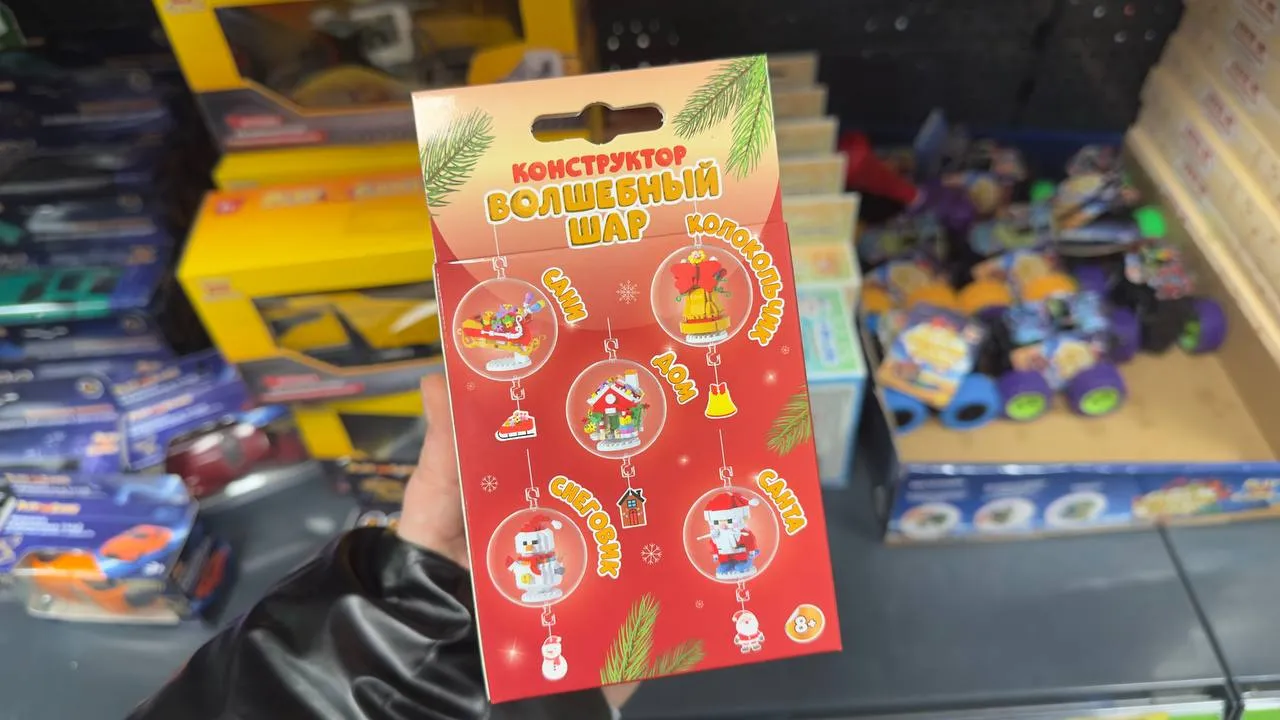 КОНСТРУКТОР
ВОЛШЕБНЫЙ
ШАР
САНИ
КОЛОКОЛЬЧИК
ДОМ
СНЕГОВИК
САНТА
8+